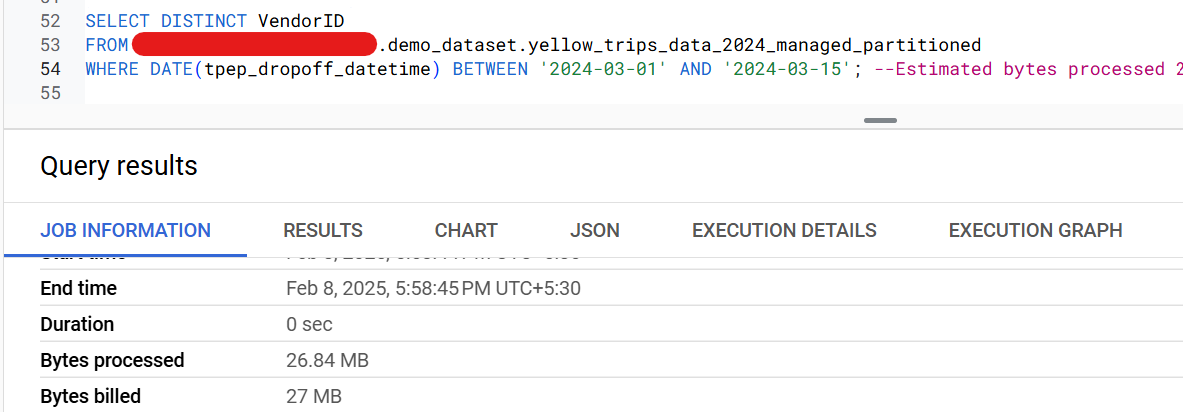 52 SELECT DISTINCT VendorID
53 FROM .demo_dataset.yellow_trips_data_2024_managed_partitioned
54 WHERE DATE(tpep_dropoff_datetime) BETWEEN '2024-03-01' AND '2024-03-15'; --Estimated bytes processed 2
55
Query results
JOB INFORMATION RESULTS CHART JSON EXECUTION DETAILS EXECUTION GRAPH
End time Feb 8, 2025, 5:58:45 PM UTC+5:30
Duration 0 sec
Bytes processed 26.84 MB
Bytes billed 27 MB